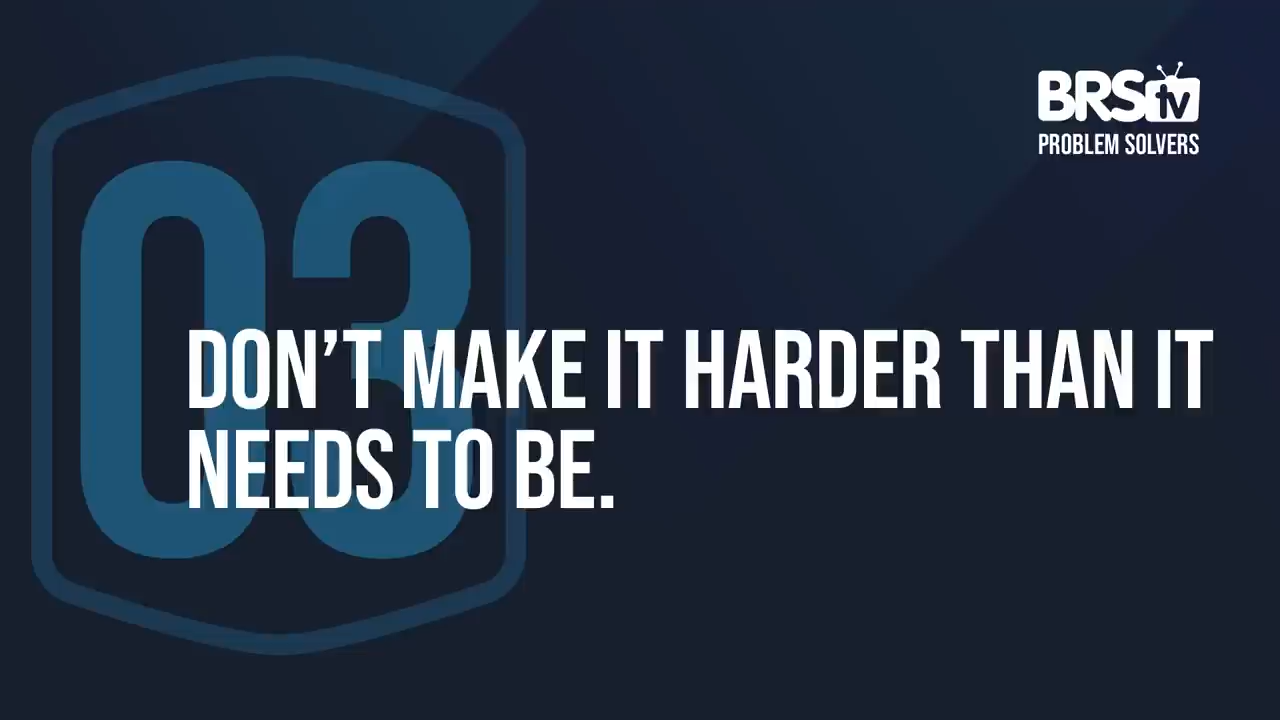 BRStv
PROBLEM SOLVERS
03
DON’T MAKE IT HARDER THAN IT
NEEDS TO BE.